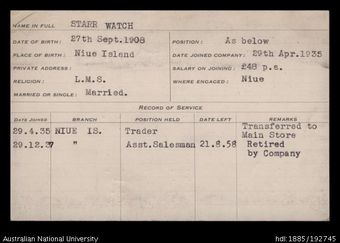 NAME IN FULL STARR WATCH
DATE OF BIRTH: 27th Sept.1908 POSITION: As below
PLACE OF BIRTH: Niue Island DATE JOINED COMPANY: 29th Apr.1935
PRIVATE ADDRESS: SALARY ON JOINING: £48 p.a.
RELIGION: L.M.S. WHERE ENGAGED: Niue
MARRIED OR SINGLE: Married.
RECORD OF SERVICE
DATE JOINED BRANCH POSITION HELD DATE LEFT REMARKS
29.4.35 NIUE IS. Trader Transferred to
Main Store
29.12.37 " Asst.Salesman 21.8.58 Retired
by Company
Australian National University hdl:1885/192745